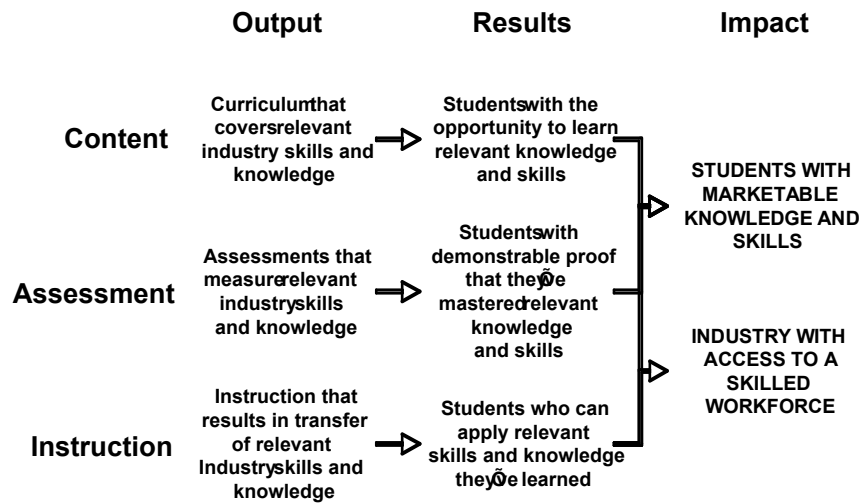 Output
Results
Impact
Content
Curriculumthat
coversrelevant
industry skills and
knowledge
Studentswith the
opportunity to learn
relevant knowledge
and skills
Assessment
Assessments that
measurerelevant
industryskills
and knowledge
Studentswith
demonstrable proof
that theyÕve
masteredrelevant
knowledge
and skills
Instruction
Instruction that
results in transfer
of relevant
Industryskills and
knowledge
Students who can
apply relevant
skills and knowledge
theyÕve learned
STUDENTS WITH
MARKETABLE
KNOWLEDGE AND
SKILLS
INDUSTRY WITH
ACCESS TO A
SKILLED
WORKFORCE